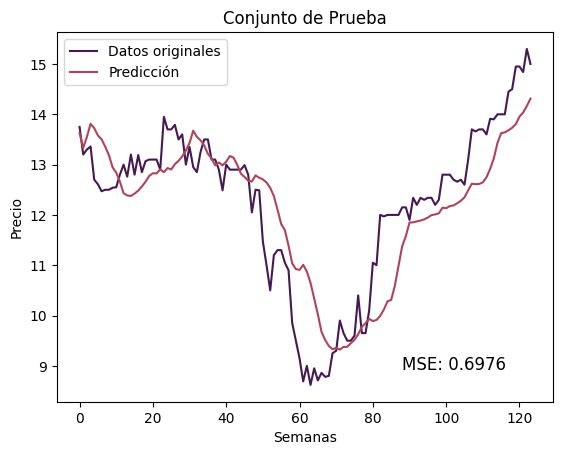 Conjunto de Prueba
Datos originales
Predicción
Precio
15
14
13
12
11
10
9
MSE: 0.6976
0 20 40 60 80 100 120
Semanas